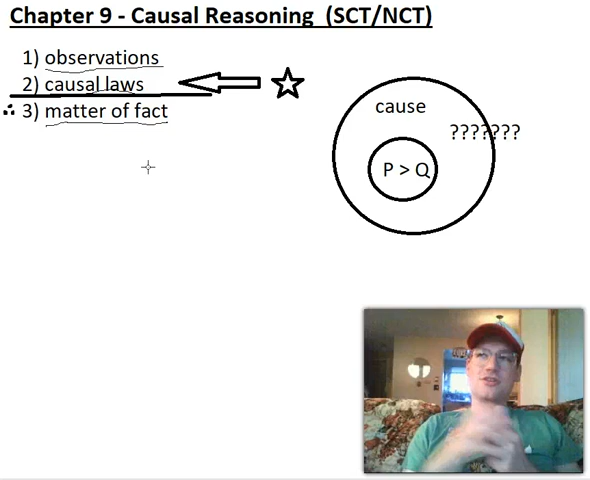 Chapter 9 - Causal Reasoning  (SCT/NCT)
1) observations
2) causal laws
∴ 3) matter of fact
cause
???????
P > Q